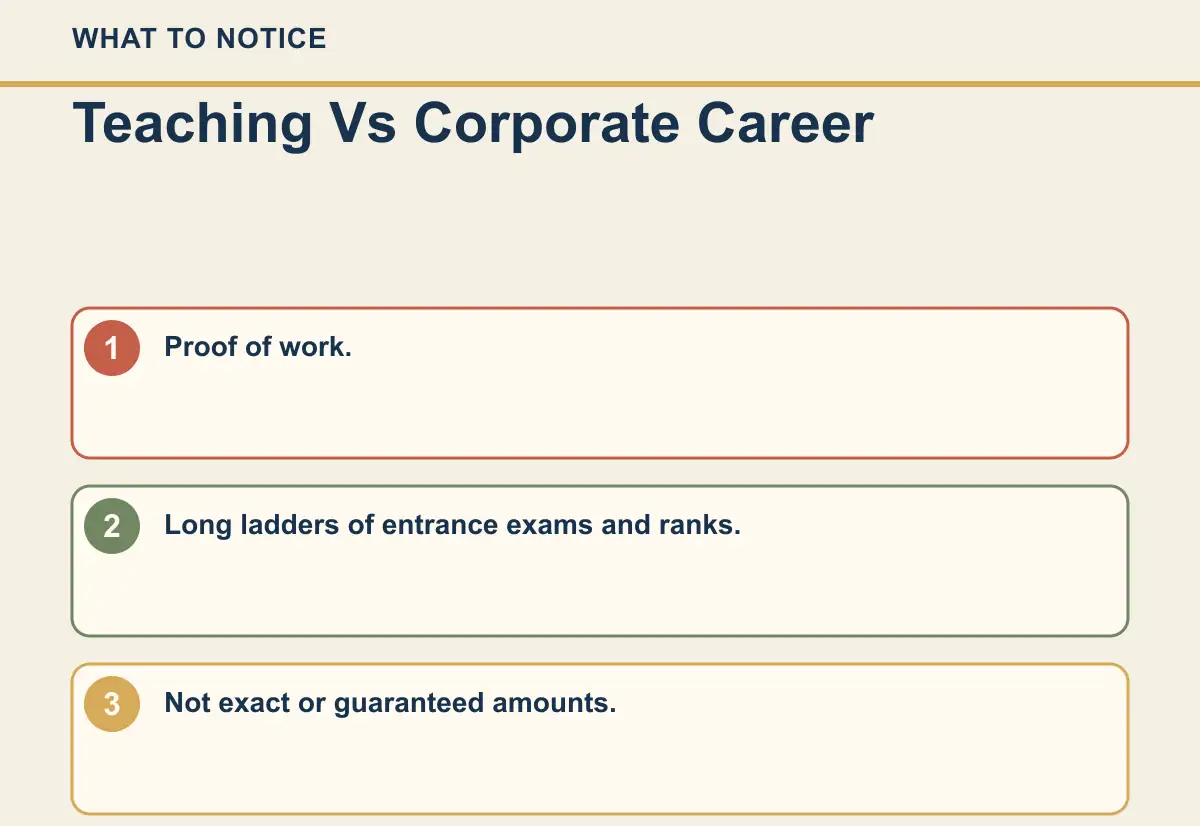 WHAT TO NOTICE
Teaching Vs Corporate Career
1 Proof of work.
2 Long ladders of entrance exams and ranks.
3 Not exact or guaranteed amounts.